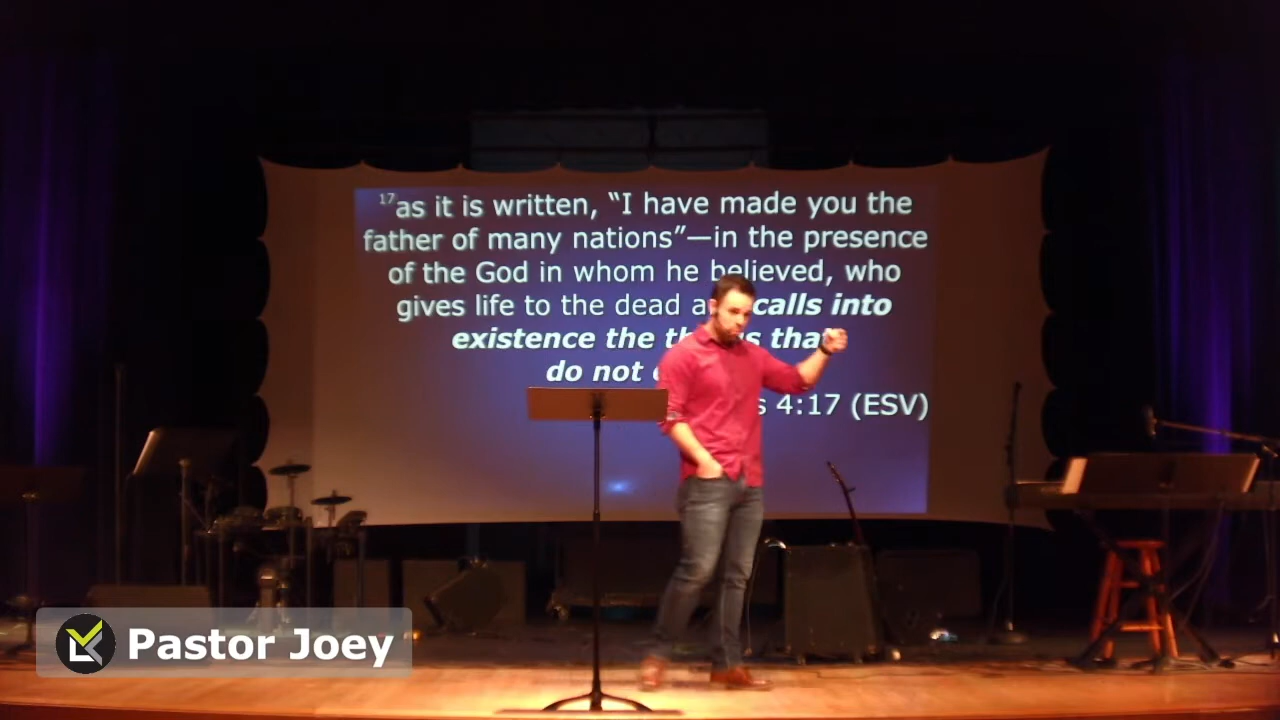 17as it is written, “I have made you the
father of many nations”—in the presence
of the God in whom he believed, who
gives life to the dead a calls into
existence the things that
do not
4:17 (ESV)
Pastor Joey